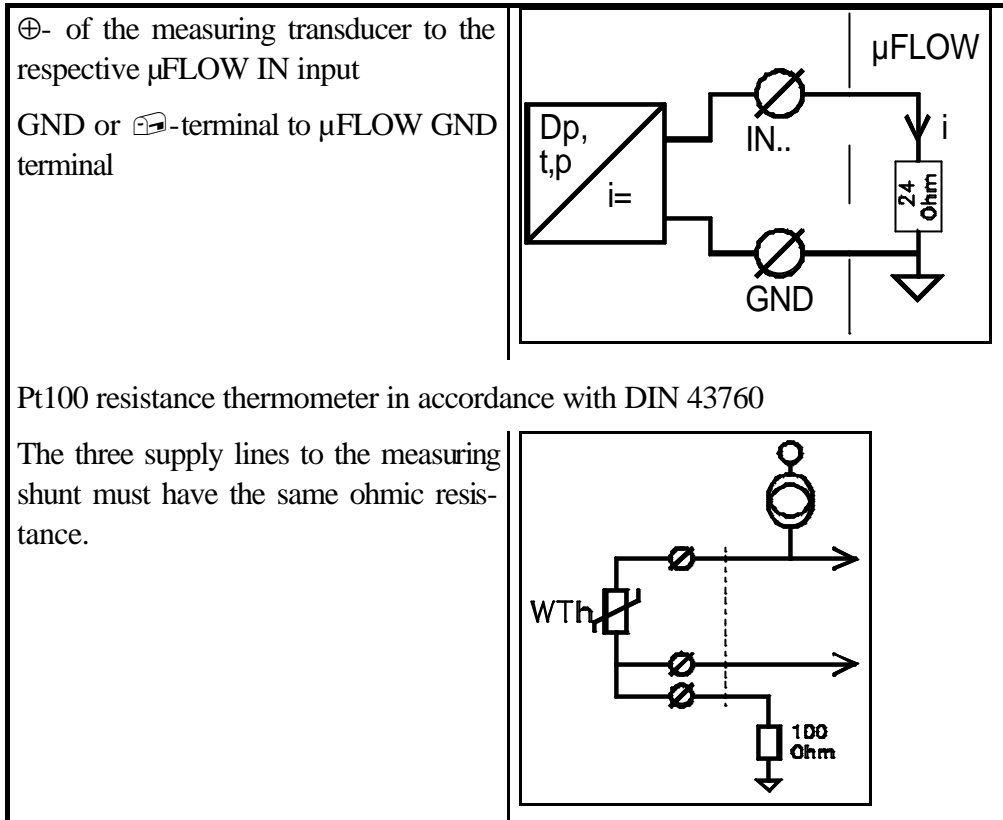 ⊕- of the measuring transducer to the
respective µFLOW IN input
GND or -terminal to µFLOW GND
terminal
µFLOW
Dp,
t,p
i=
IN..
i
24
Ohm
GND
Pt100 resistance thermometer in accordance with DIN 43760
The three supply lines to the measuring
shunt must have the same ohmic resis-
tance.
WTh
100
Ohm